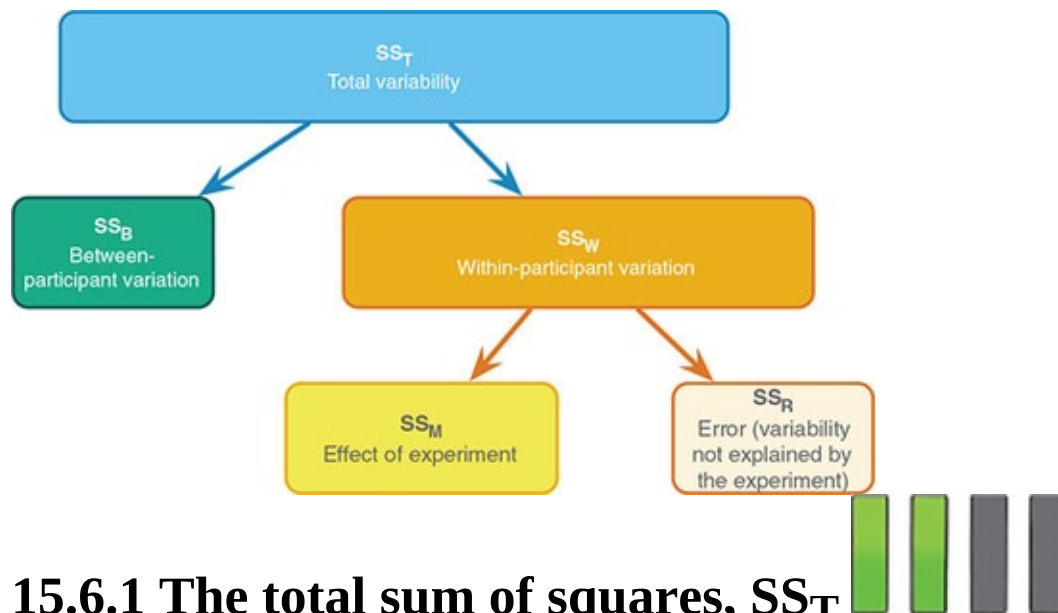 SST
Total variability
SSB
Between-
participant variation
SSW
Within-participant variation
SSM
Effect of experiment
SSR
Error (variability
not explained by
the experiment)
15.6.1 The total sum of squares, SST